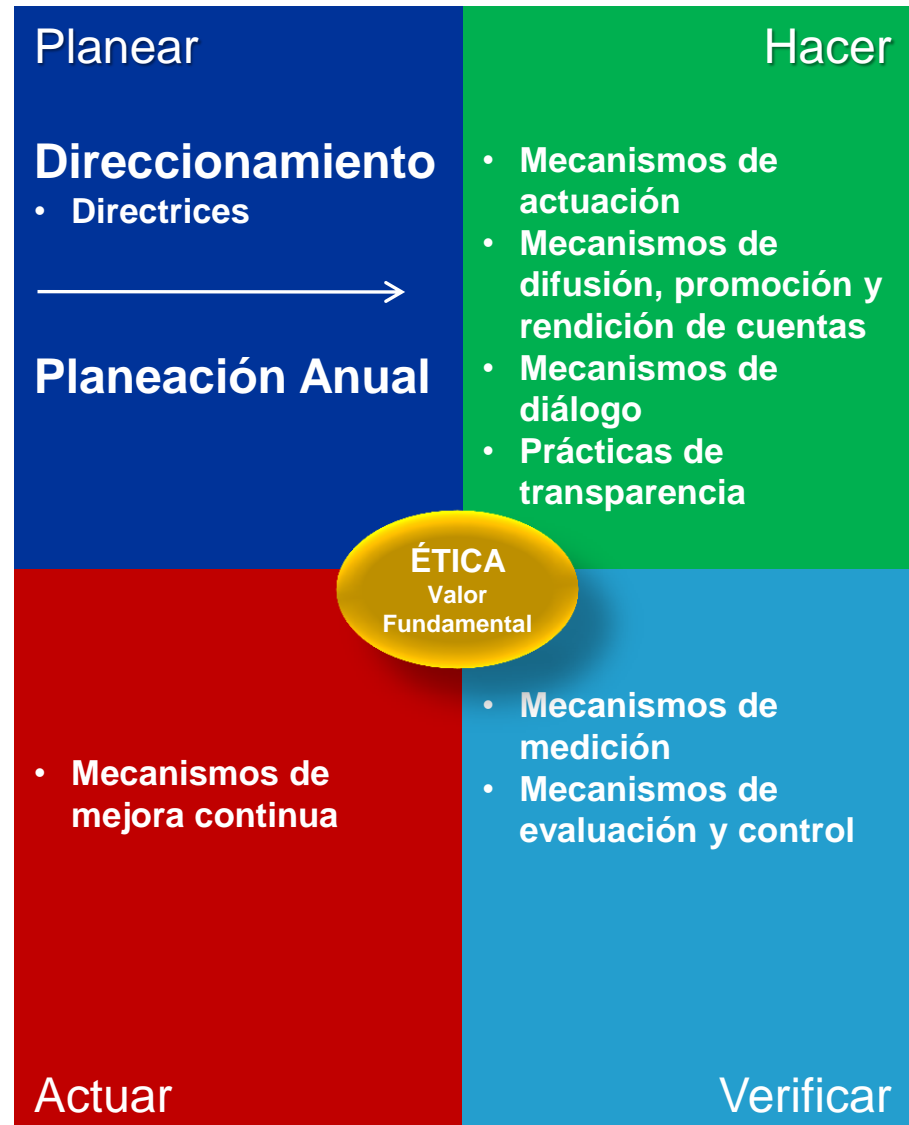 Planear
Direccionamiento
• Directrices
Planeación Anual
Hacer
• Mecanismos de
actuación
• Mecanismos de
difusión, promoción y
rendición de cuentas
• Mecanismos de
diálogo
• Prácticas de
transparencia
ÉTICA
Valor
Fundamental
• Mecanismos de
mejora continua
Actuar
• Mecanismos de
medición
• Mecanismos de
evaluación y control
Verificar